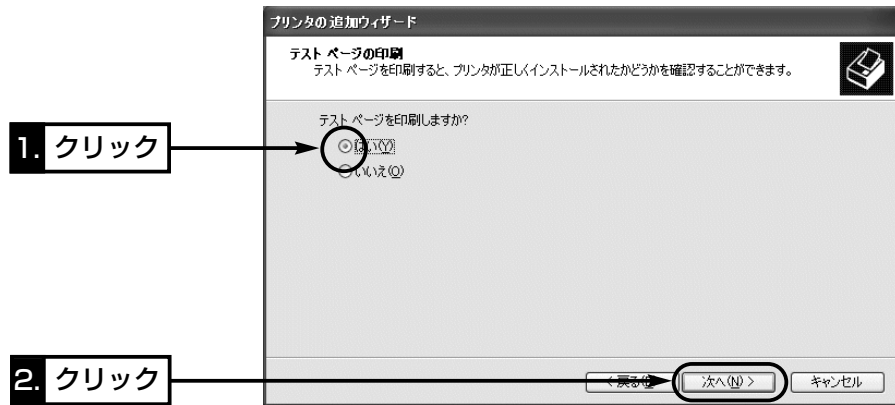 プリンタの追加ウィザード
テスト ページの印刷
テスト ページを印刷すると、プリンタが正しくインストールされたかどうかを確認することができます。
テスト ページを印刷しますか?
1. クリック
はい(Y)
いいえ(O)
2. クリック
< 戻る(B)
次へ(N) >
キャンセル